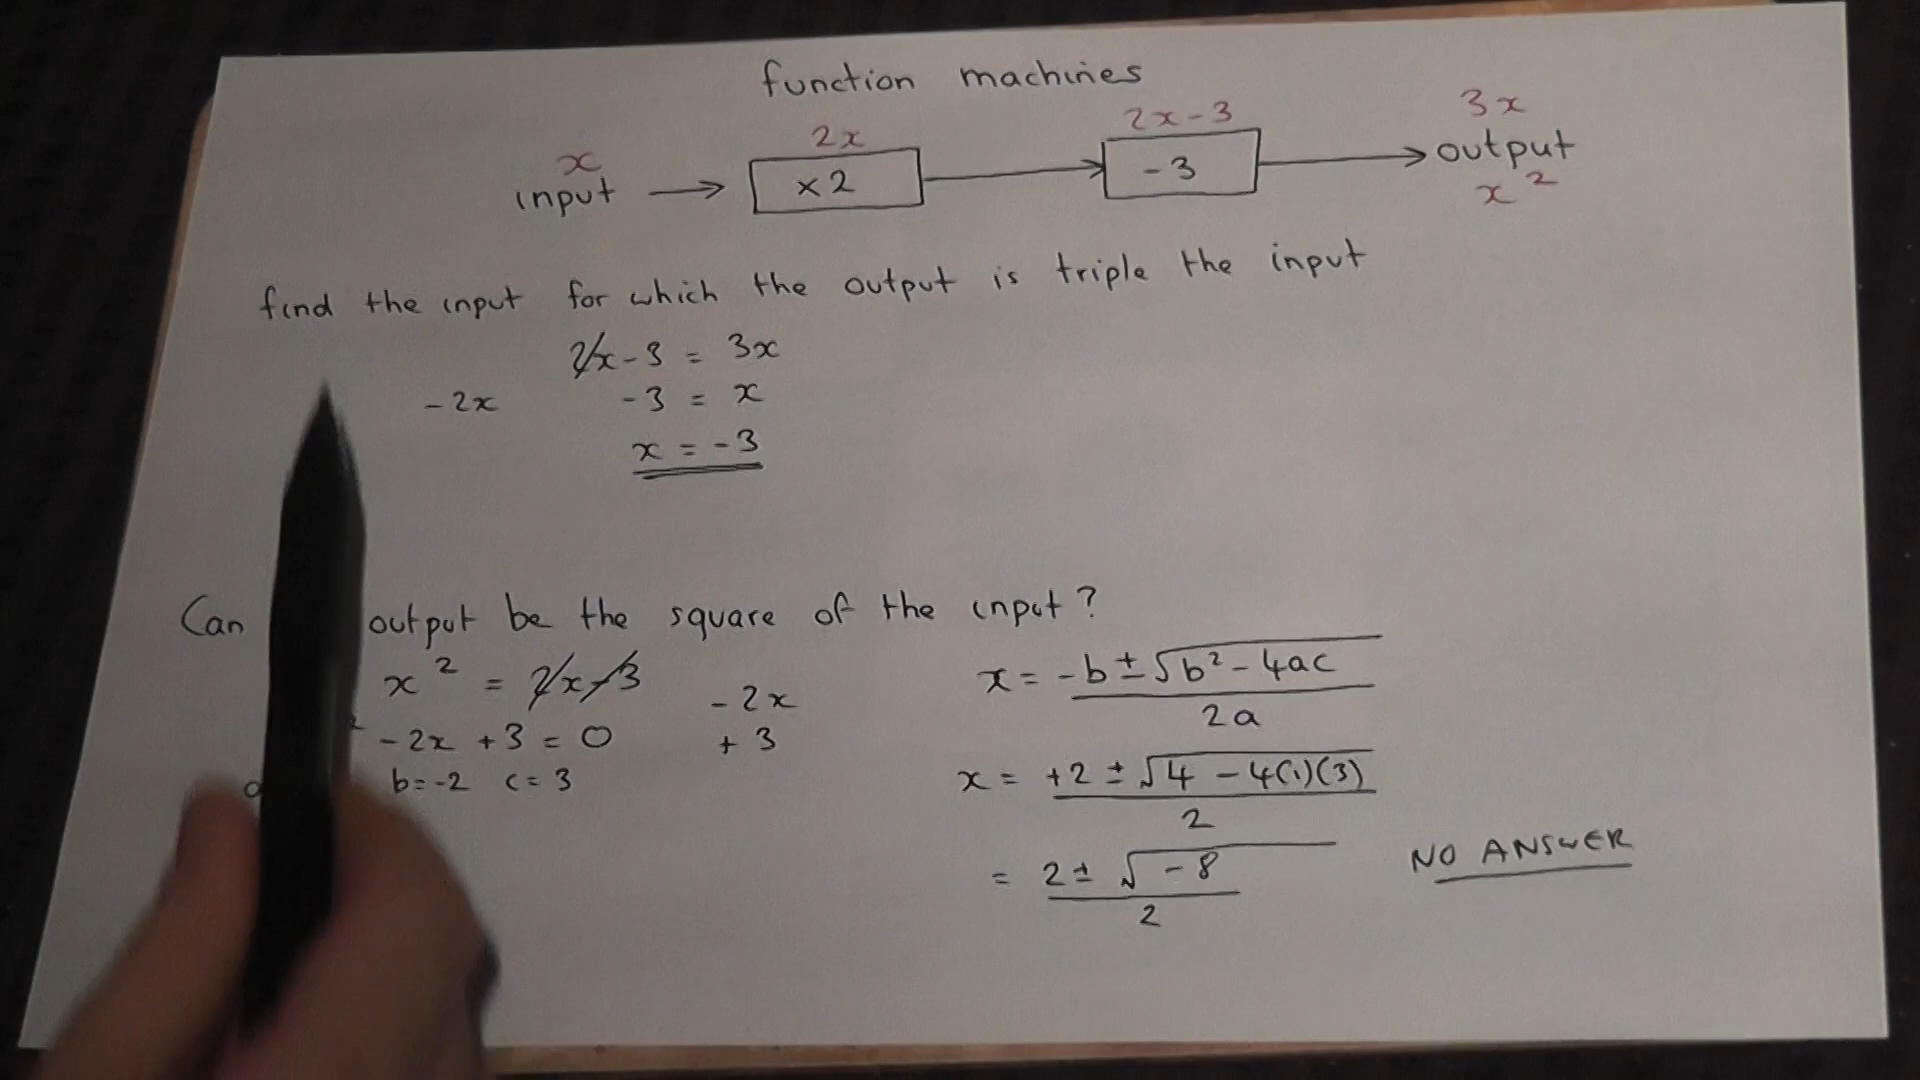 function machines
x 2x 2x - 3 3x
input → x2 → - 3 → output
x²
find the input for which the output is triple the input
2x - 3 = 3x
- 2x - 3 = x
x = - 3
Can output be the square of the input?
x² = 2x - 3 - 2x
² - 2x + 3 = 0 + 3
b = -2 c = 3
x = -b ± √b² - 4ac / 2a
x = +2 ± √4 - 4(1)(3) / 2
= 2 ± √-8 / 2 NO ANSWER